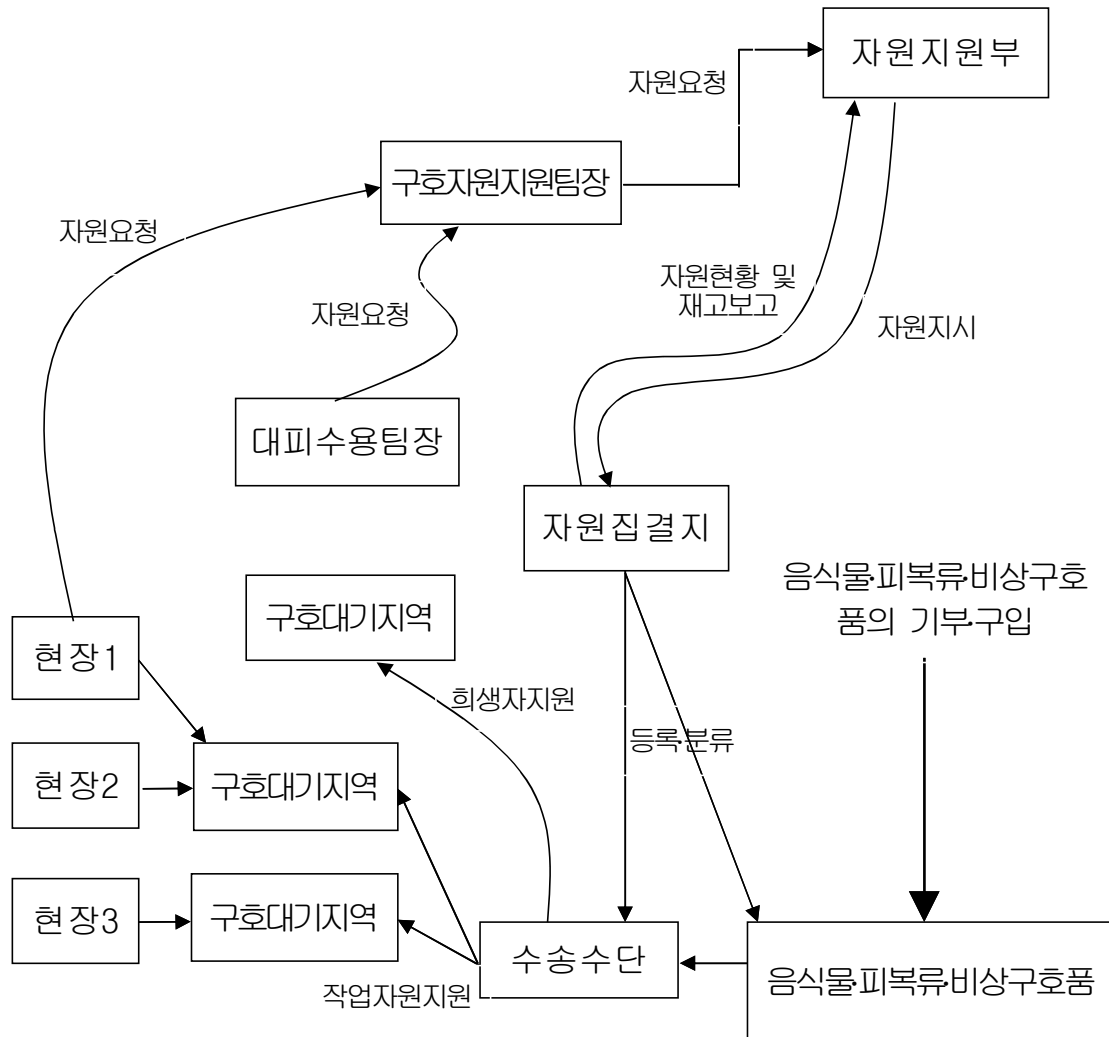 자원지원부
자원요청
구호자원지원팀장
자원요청
자원현황 및
재고보고
자원요청
자원지시
대피수용팀장
자원집결지
음식물·피복류·비상구호
품의 기부·구입
구호대기지역
현장1
희생자지원
등록·분류
현장2
구호대기지역
현장3
구호대기지역
수송수단
음식물·피복류·비상구호품
작업자원지원